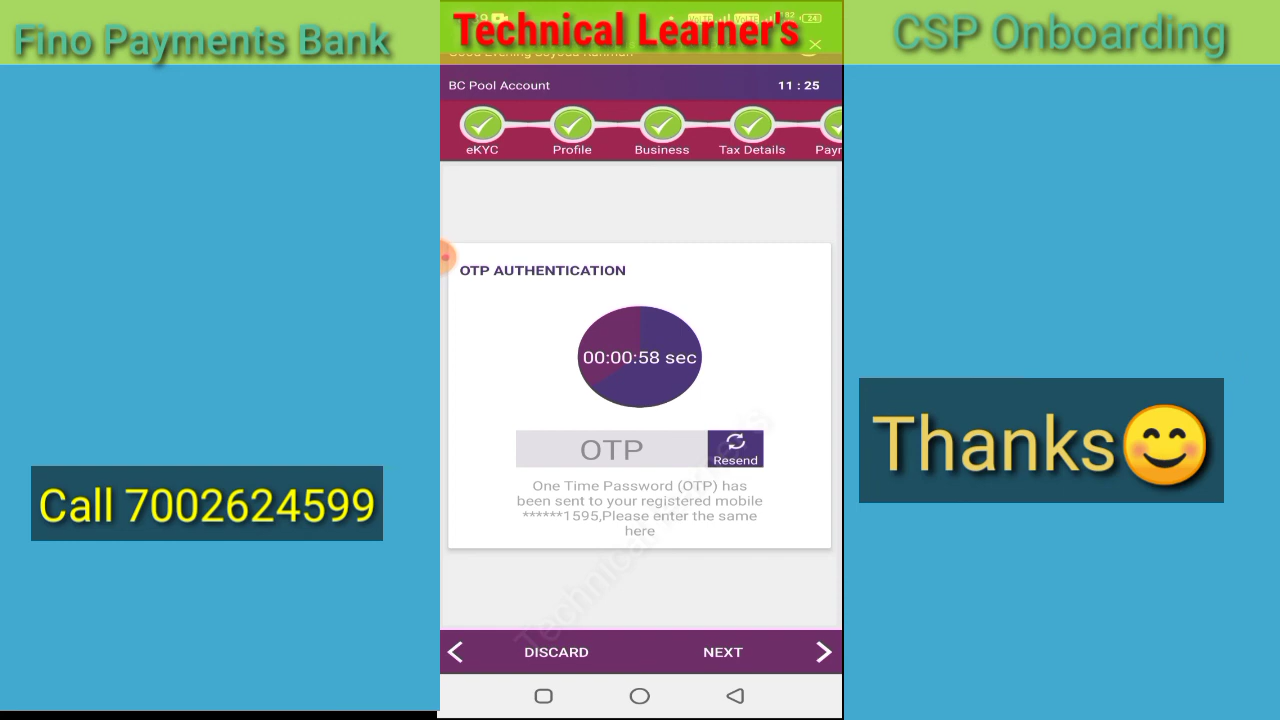 Fino Payments Bank
Technical Learner's
CSP Onboarding
BC Pool Account
11 : 25
eKYC
Profile
Business
Tax Details
Paym
OTP AUTHENTICATION
00:00:58 sec
OTP
Resend
One Time Password (OTP) has
been sent to your registered mobile
******1595,Please enter the same
here
Call 7002624599
Thanks😊
DISCARD
NEXT